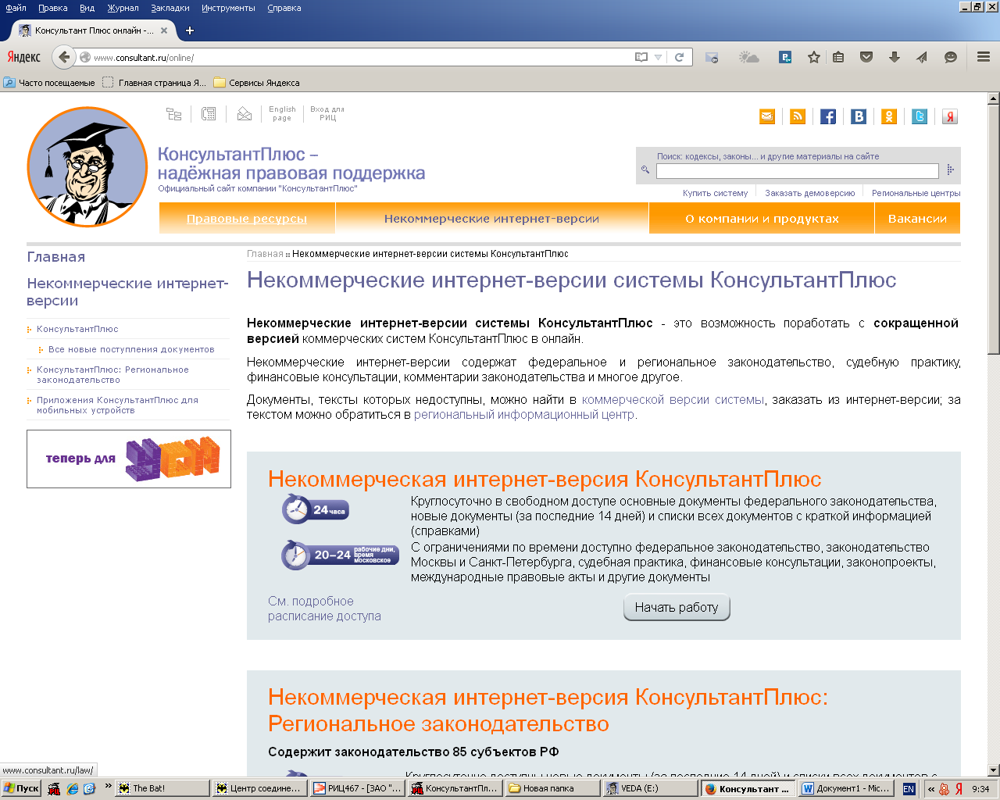 Файл Правка Вид Журнал Закладки Инструменты Справка
Консультант Плюс онлайн -...
Яндекс www.consultant.ru/online/
Часто посещаемые Главная страница Я... Сервисы Яндекса
English page
Вход для РИЦ
КонсультантПлюс –
надёжная правовая поддержка
Официальный сайт компании "КонсультантПлюс"
Поиск: кодексы, законы... и другие материалы на сайте
Купить систему Заказать демоверсию Региональные центры
Правовые ресурсы Некоммерческие интернет-версии О компании и продуктах Вакансии
Главная
Некоммерческие интернет-
версии
КонсультантПлюс
Все новые поступления документов
КонсультантПлюс: Региональное
законодательство
Приложения КонсультантПлюс для
мобильных устройств
теперь для
Главная :: Некоммерческие интернет-версии системы КонсультантПлюс
Некоммерческие интернет-версии системы КонсультантПлюс
Некоммерческие интернет-версии системы КонсультантПлюс - это возможность поработать с сокращенной
версией коммерческих систем КонсультантПлюс в онлайн.
Некоммерческие интернет-версии содержат федеральное и региональное законодательство, судебную практику,
финансовые консультации, комментарии законодательства и многое другое.
Документы, тексты которых недоступны, можно найти в коммерческой версии системы, заказать из интернет-версии; за
текстом можно обратиться в региональный информационный центр.
Некоммерческая интернет-версия КонсультантПлюс
24 часа
Круглосуточно в свободном доступе основные документы федерального законодательства,
новые документы (за последние 14 дней) и списки всех документов с краткой информацией
(справками)
20–24 рабочие дни, время московское
С ограничениями по времени доступно федеральное законодательство, законодательство
Москвы и Санкт-Петербурга, судебная практика, финансовые консультации, законопроекты,
международные правовые акты и другие документы
См. подробное
расписание доступа
Начать работу
Некоммерческая интернет-версия КонсультантПлюс:
Региональное законодательство
Содержит законодательство 85 субъектов РФ
Круглосуточно доступны новые документы (за последние 14 дней) и списки всех документов с
www.consultant.ru/law/
Пуск » The Bat! Центр соедине... РИЦ467 - [ЗАО "... КонсультантПл... Новая папка VEDA (E:) Консультант ... Документ1 - Mic... EN « Я 9:34